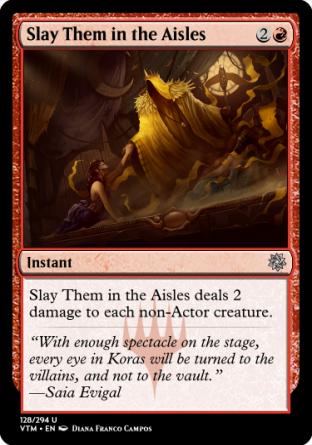 Slay Them in the Aisles 2
Instant
Slay Them in the Aisles deals 2
damage to each non-Actor creature.
“With enough spectacle on the stage,
every eye in Koras will be turned to the
villains, and not to the vault.”
—Saia Evigal
128/294 U
VTM • EN Diana Franco Campos